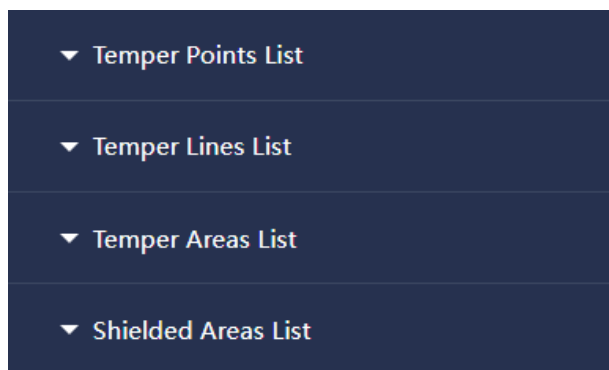 Temper Points List
Temper Lines List
Temper Areas List
Shielded Areas List